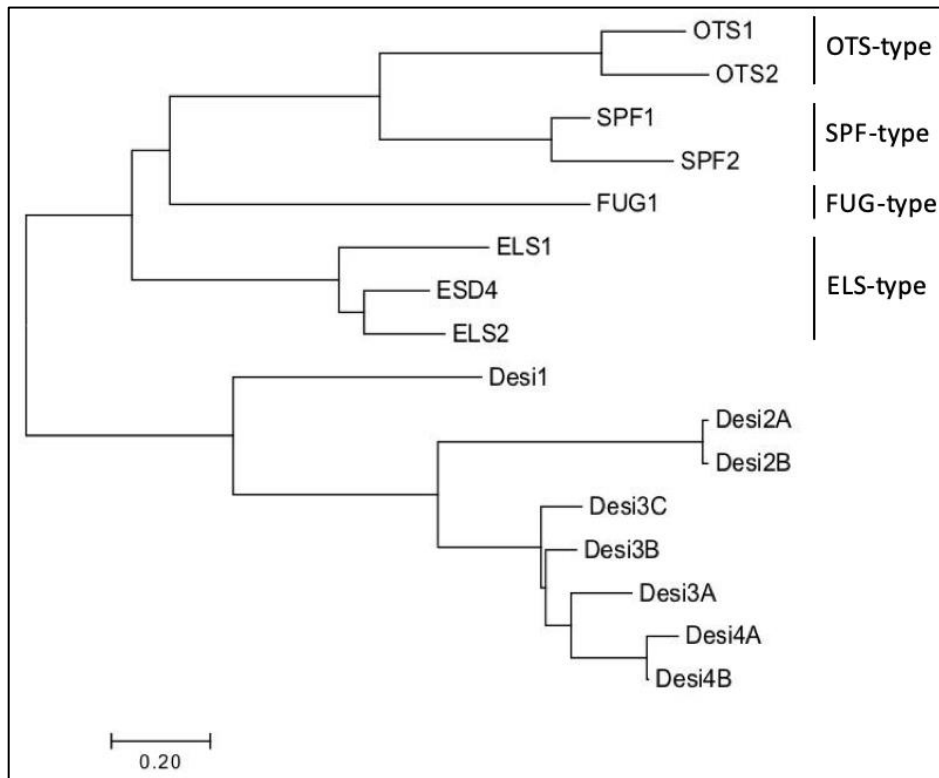 OTS1
OTS2
OTS-type
SPF1
SPF2
SPF-type
FUG1
FUG-type
ELS1
ESD4
ELS2
ELS-type
Desi1
Desi2A
Desi2B
Desi3C
Desi3B
Desi3A
Desi4A
Desi4B
0.20